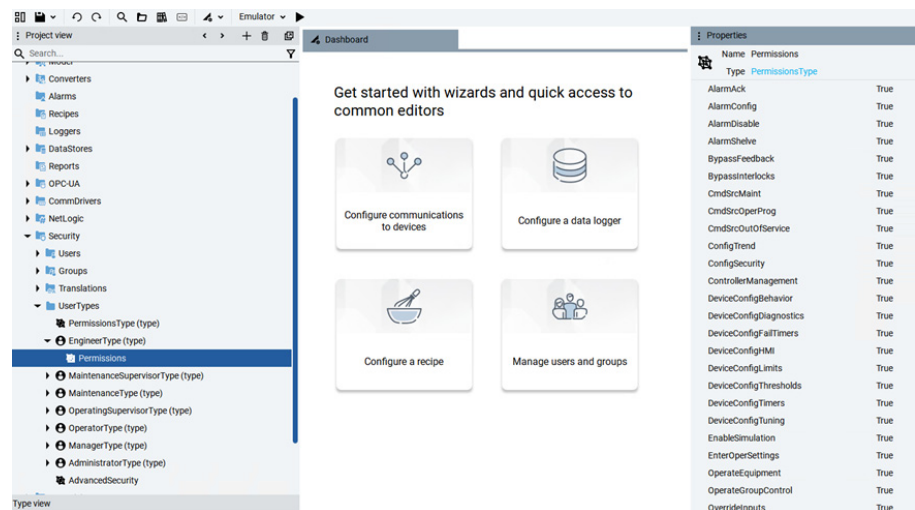 Emulator
Project view
Search...
Model
Converters
Alarms
Recipes
Loggers
DataStores
Reports
OPC-UA
CommDrivers
NetLogic
Security
Users
Groups
Translations
UserTypes
PermissionsType (type)
EngineerType (type)
Permissions
MaintenanceSupervisorType (type)
MaintenanceType (type)
OperatingSupervisorType (type)
OperatorType (type)
ManagerType (type)
AdministratorType (type)
AdvancedSecurity
Type view
Dashboard
Get started with wizards and quick access to
common editors
Configure communications
to devices
Configure a data logger
Configure a recipe
Manage users and groups
Properties
Name Permissions
Type PermissionsType
AlarmAck True
AlarmConfig True
AlarmDisable True
AlarmShelve True
BypassFeedback True
BypassInterlocks True
CmdSrcMaint True
CmdSrcOperProg True
CmdSrcOutOfService True
ConfigTrend True
ConfigSecurity True
ControllerManagement True
DeviceConfigBehavior True
DeviceConfigDiagnostics True
DeviceConfigFailTimers True
DeviceConfigHMI True
DeviceConfigLimits True
DeviceConfigThresholds True
DeviceConfigTimers True
DeviceConfigTuning True
EnableSimulation True
EnterOperSettings True
OperateEquipment True
OperateGroupControl True
OverrideInputs True